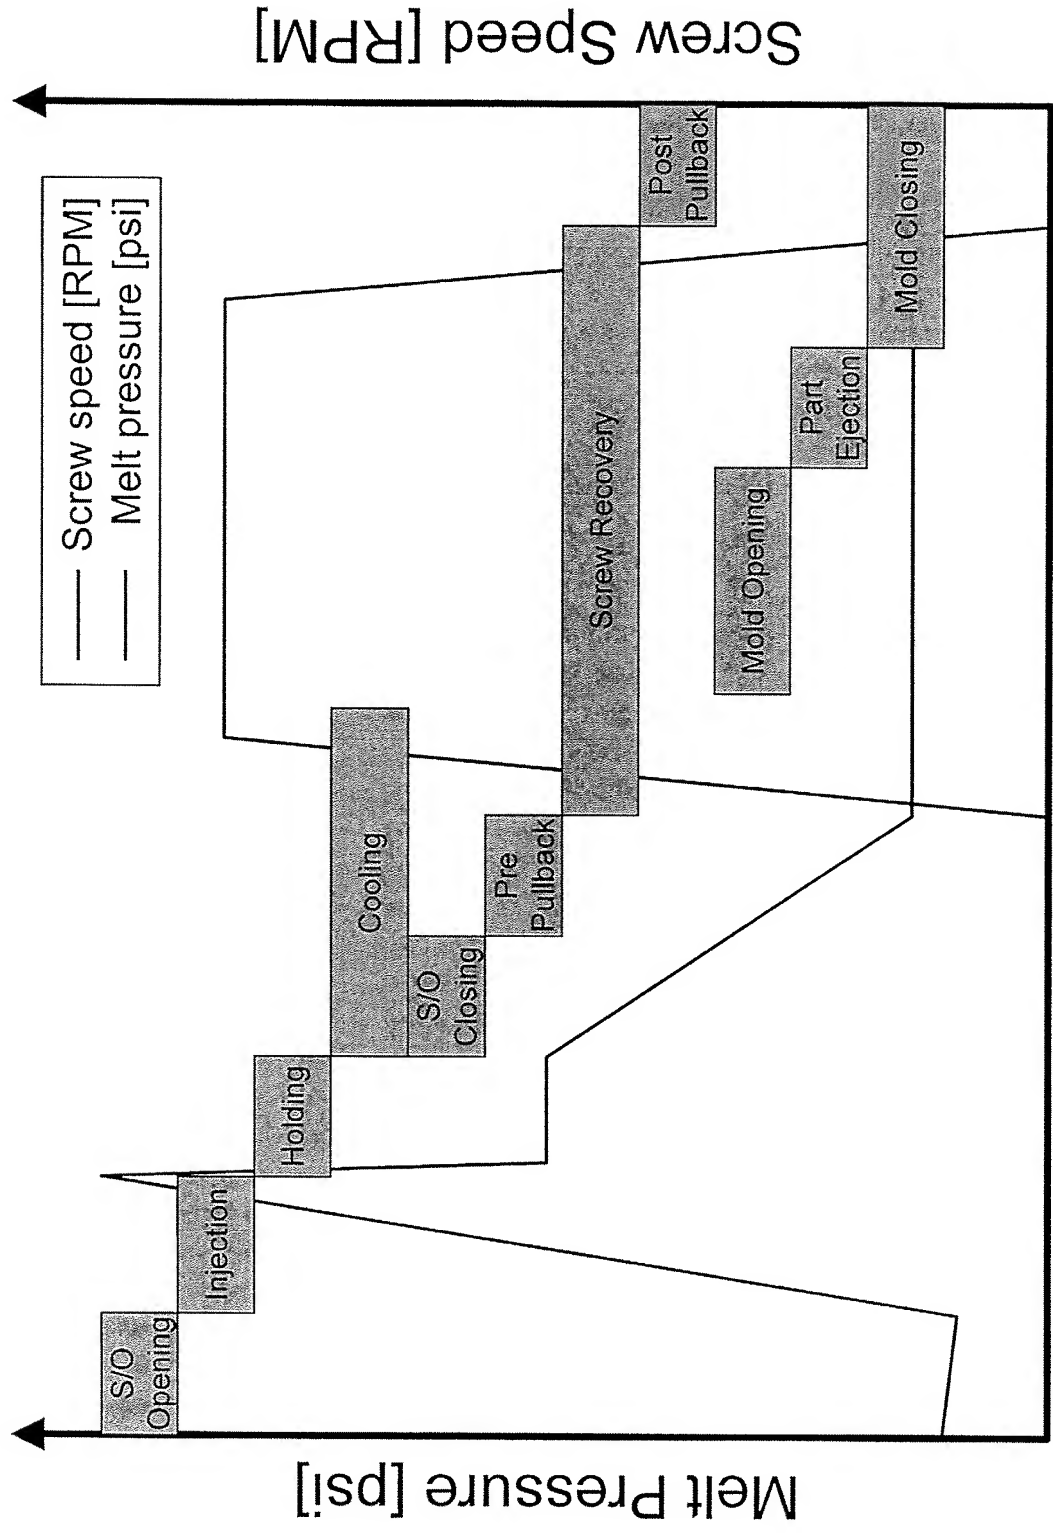 Screw Speed [RPM]
Screw speed [RPM]
Melt pressure [psi]
S/O
Opening
Injection
Holding
Cooling
S/O
Closing
Pre
Pullback
Screw Recovery
Post
Pullback
Mold Opening
Part
Ejection
Mold Closing
Melt Pressure [psi]